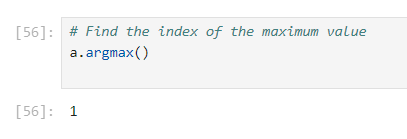 [56]: # Find the index of the maximum value
a.argmax()
[56]: 1